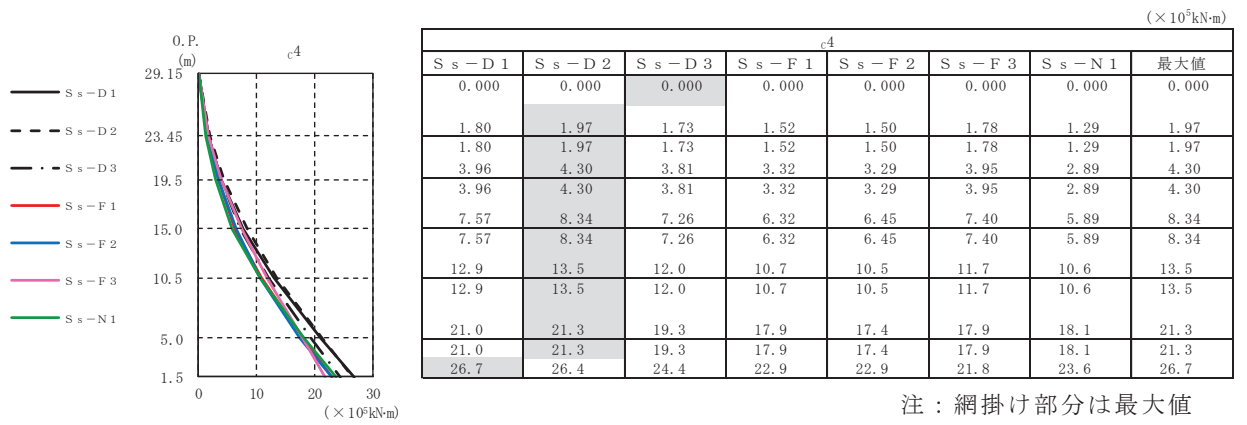 O.P.
(m)
c4
29.15
23.45
19.5
15.0
10.5
5.0
1.5
0 10 20 30
(×10⁵kN·m)
Ss－D1
Ss－D2
Ss－D3
Ss－F1
Ss－F2
Ss－F3
Ss－N1
(×10⁵kN·m)
c4
Ss－D1 Ss－D2 Ss－D3 Ss－F1 Ss－F2 Ss－F3 Ss－N1 最大値
0.000 0.000 0.000 0.000 0.000 0.000 0.000 0.000
1.80 1.97 1.73 1.52 1.50 1.78 1.29 1.97
1.80 1.97 1.73 1.52 1.50 1.78 1.29 1.97
3.96 4.30 3.81 3.32 3.29 3.95 2.89 4.30
3.96 4.30 3.81 3.32 3.29 3.95 2.89 4.30
7.57 8.34 7.26 6.32 6.45 7.40 5.89 8.34
7.57 8.34 7.26 6.32 6.45 7.40 5.89 8.34
12.9 13.5 12.0 10.7 10.5 11.7 10.6 13.5
12.9 13.5 12.0 10.7 10.5 11.7 10.6 13.5
21.0 21.3 19.3 17.9 17.4 17.9 18.1 21.3
21.0 21.3 19.3 17.9 17.4 17.9 18.1 21.3
26.7 26.4 24.4 22.9 22.9 21.8 23.6 26.7
注：網掛け部分は最大値